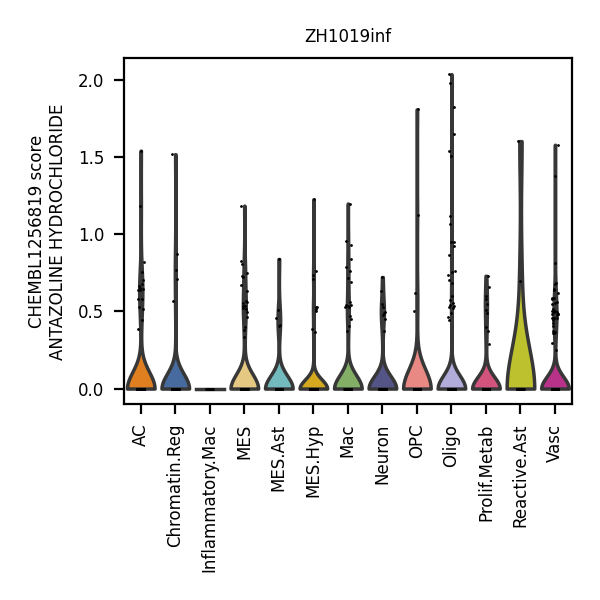 ZH1019inf
CHEMBL1256819 score
ANTAZOLINE HYDROCHLORIDE
2.0
1.5
1.0
0.5
0.0
AC
Chromatin.Reg
Inflammatory.Mac
MES
MES.Ast
MES.Hyp
Mac
Neuron
OPC
Oligo
Prolif.Metab
Reactive.Ast
Vasc